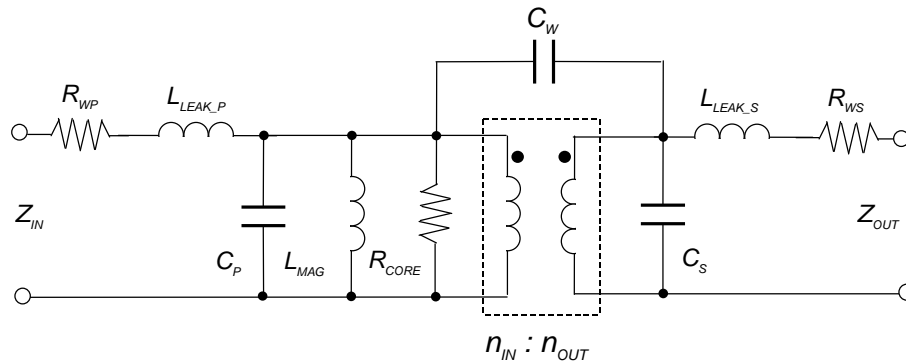 C_W
R_WP
L_LEAK_P
L_LEAK_S
R_WS
Z_IN
Z_OUT
C_P
L_MAG
R_CORE
C_S
n_IN : n_OUT